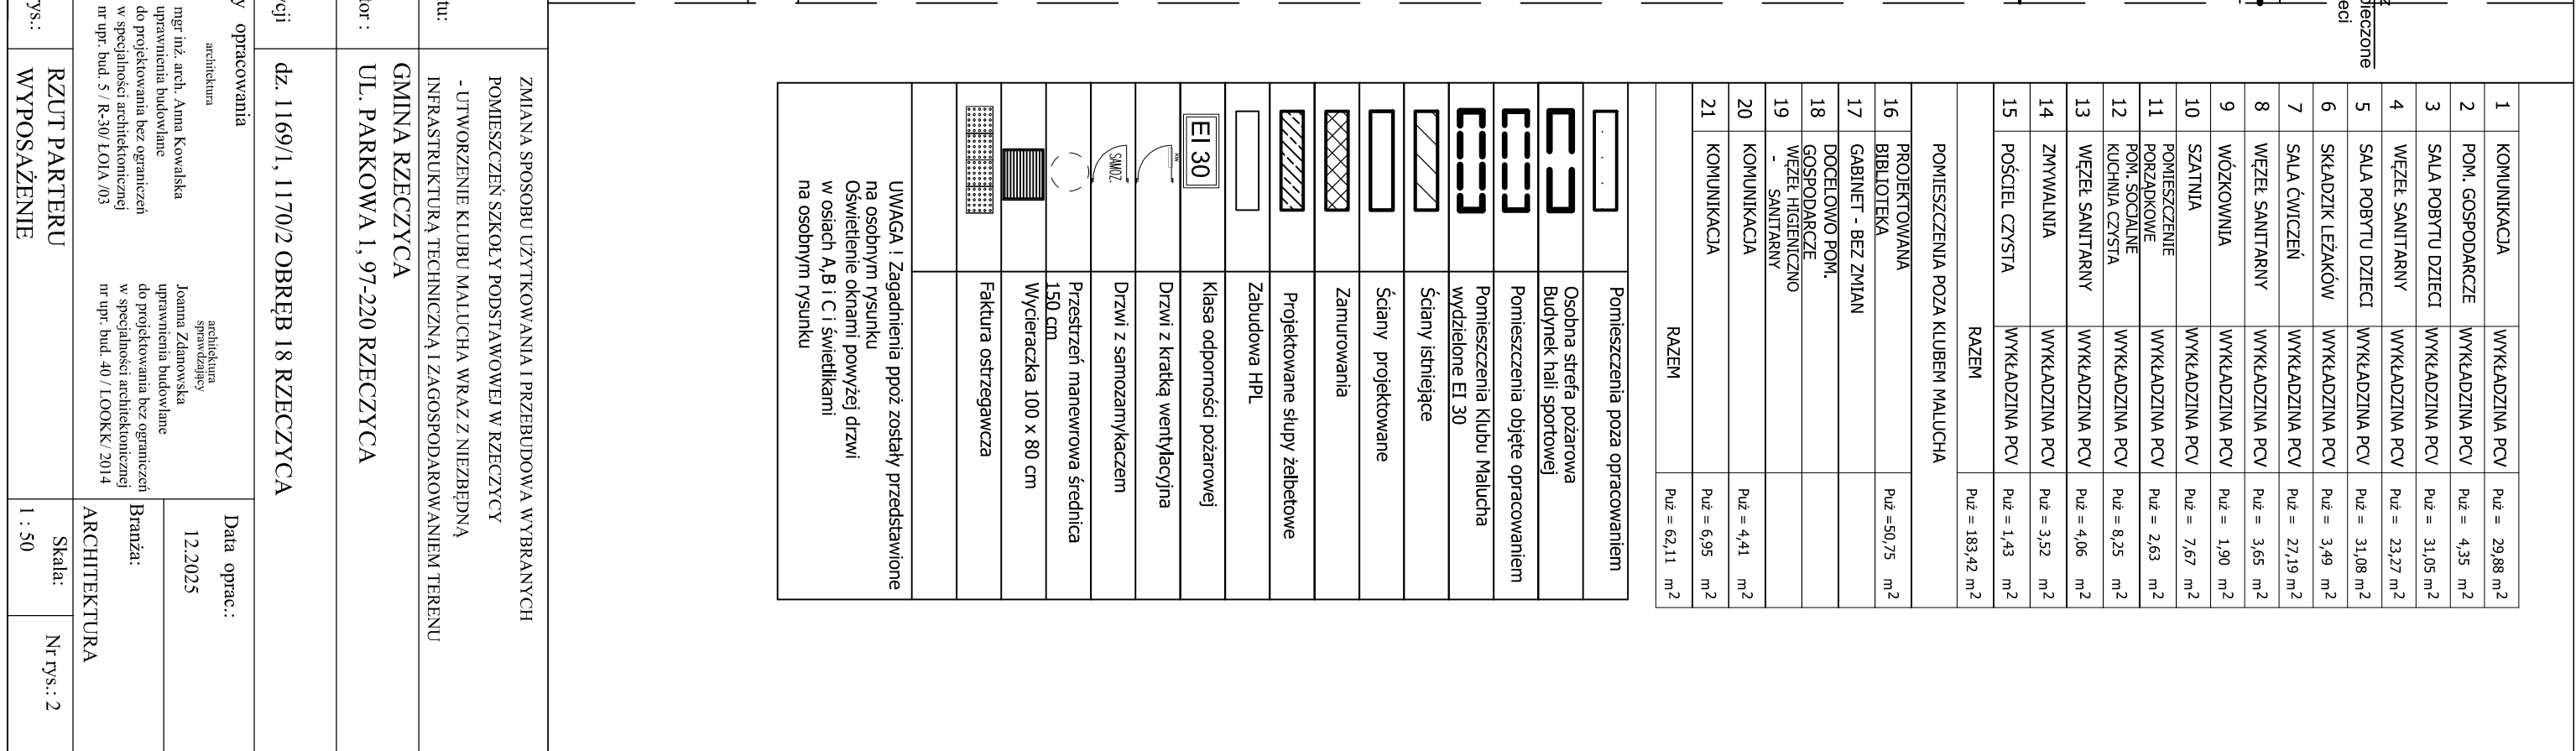 pieczone
eci
1 KOMUNIKACJA WYKŁADZINA PCV Puż = 29,88 m2
2 POM. GOSPODARCZE WYKŁADZINA PCV Puż = 4,35 m2
3 SALA POBYTU DZIECI WYKŁADZINA PCV Puż = 31,05 m2
4 WĘZEŁ SANITARNY WYKŁADZINA PCV Puż = 23,27 m2
5 SALA POBYTU DZIECI WYKŁADZINA PCV Puż = 31,08 m2
6 SKŁADZIK LEŻAKÓW WYKŁADZINA PCV Puż = 3,49 m2
7 SALA ĆWICZEŃ WYKŁADZINA PCV Puż = 27,19 m2
8 WĘZEŁ SANITARNY WYKŁADZINA PCV Puż = 3,65 m2
9 WÓZKOWNIA WYKŁADZINA PCV Puż = 1,90 m2
10 SZATNIA WYKŁADZINA PCV Puż = 7,67 m2
11 POMIESZCZENIE
PORZĄDKOWE WYKŁADZINA PCV Puż = 2,63 m2
12 POM. SOCJALNE
KUCHNIA CZYSTA WYKŁADZINA PCV Puż = 8,25 m2
13 WĘZEŁ SANITARNY WYKŁADZINA PCV Puż = 4,06 m2
14 ZMYWALNIA WYKŁADZINA PCV Puż = 3,52 m2
15 POŚCIEL CZYSTA WYKŁADZINA PCV Puż = 1,43 m2
RAZEM Puż = 183,42 m2
POMIESZCZENIA POZA KLUBEM MALUCHA
16 PROJEKTOWANA
BIBLIOTEKA Puż =50,75 m2
17 GABINET - BEZ ZMIAN
18 DOCELOWO POM.
GOSPODARCZE
19 WĘZEŁ HIGIENICZNO
- SANITARNY
20 KOMUNIKACJA Puż = 4,41 m2
21 KOMUNIKACJA Puż = 6,95 m2
RAZEM Puż = 62,11 m2
Pomieszczenia poza opracowaniem
Osobna strefa pożarowa
Budynek hali sportowej
Pomieszczenia objęte opracowaniem
Pomieszczenia Klubu Malucha
wydzielone EI 30
Ściany istniejące
Ściany projektowane
Zamurowania
Projektowane słupy żelbetowe
Zabudowa HPL
EI 30 Klasa odporności pożarowej
Drzwi z kratką wentylacyjna
SAMOZ. Drzwi z samozamykaczem
Przestrzeń manewrowa średnica
150 cm
Wycieraczka 100 x 80 cm
Faktura ostrzegawcza
UWAGA ! Zagadnienia ppoż zostały przedstawione
na osobnym rysunku
Oświetlenie oknami powyżej drzwi
w osiach A,B i C i świetlikami
na osobnym rysunku
tu:
ZMIANA SPOSOBU UŻYTKOWANIA I PRZEBUDOWA WYBRANYCH
POMIESZCZEŃ SZKOŁY PODSTAWOWEJ W RZECZYCY
- UTWORZENIE KLUBU MALUCHA WRAZ Z NIEZBĘDNĄ
INFRASTRUKTURĄ TECHNICZNĄ I ZAGOSPODAROWANIEM TERENU
tor :
GMINA RZECZYCA
UL. PARKOWA 1, 97-220 RZECZYCA
cji
dz. 1169/1, 1170/2 OBRĘB 18 RZECZYCA
y opracowania
architektura
mgr inż. arch. Anna Kowalska
uprawnienia budowlane
do projektowania bez ograniczeń
w specjalności architektonicznej
nr upr. bud. 5 / R-30/ ŁOIA /03
architektura
sprawdzający
Joanna Zdanowska
uprawnienia budowlane
do projektowania bez ograniczeń
w specjalności architektonicznej
nr upr. bud. 40 / LOOKK/ 2014
Data oprac.:
12.2025
Branża:
ARCHITEKTURA
ys.:
RZUT PARTERU
WYPOSAŻENIE
Skala:
1 : 50
Nr rys.: 2